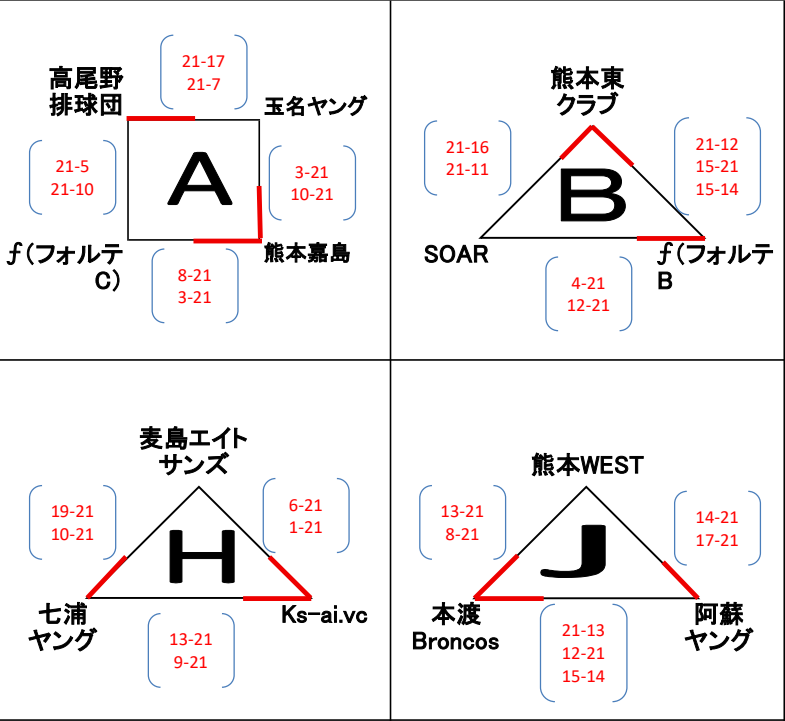 高尾野
排球団
21-17
21-7
玉名ヤング
21-5
21-10
A
3-21
10-21
ƒ(フォルテ
C)
8-21
3-21
熊本嘉島
熊本東
クラブ
21-16
21-11
B
21-12
15-21
15-14
SOAR
4-21
12-21
ƒ(フォルテ
B
麦島エイト
サンズ
19-21
10-21
H
6-21
1-21
七浦
ヤング
13-21
9-21
Ks-ai.vc
熊本WEST
13-21
8-21
J
14-21
17-21
本渡
Broncos
21-13
12-21
15-14
阿蘇
ヤング